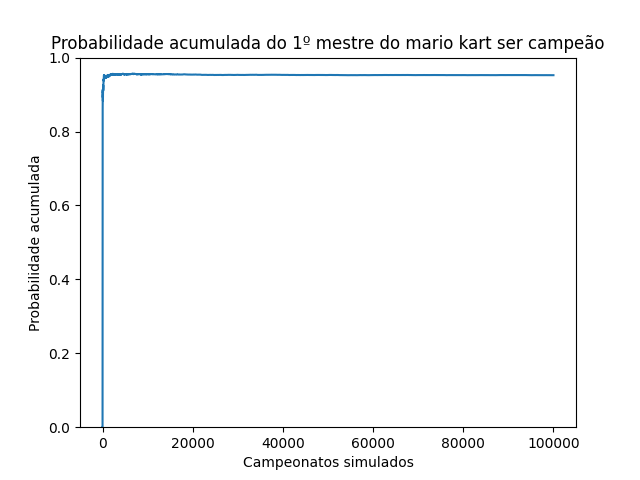 Probabilidade acumulada do 1º mestre do mario kart ser campeão
1.0
0.8
0.6
0.4
0.2
0.0
Probabilidade acumulada
0 20000 40000 60000 80000 100000
Campeonatos simulados